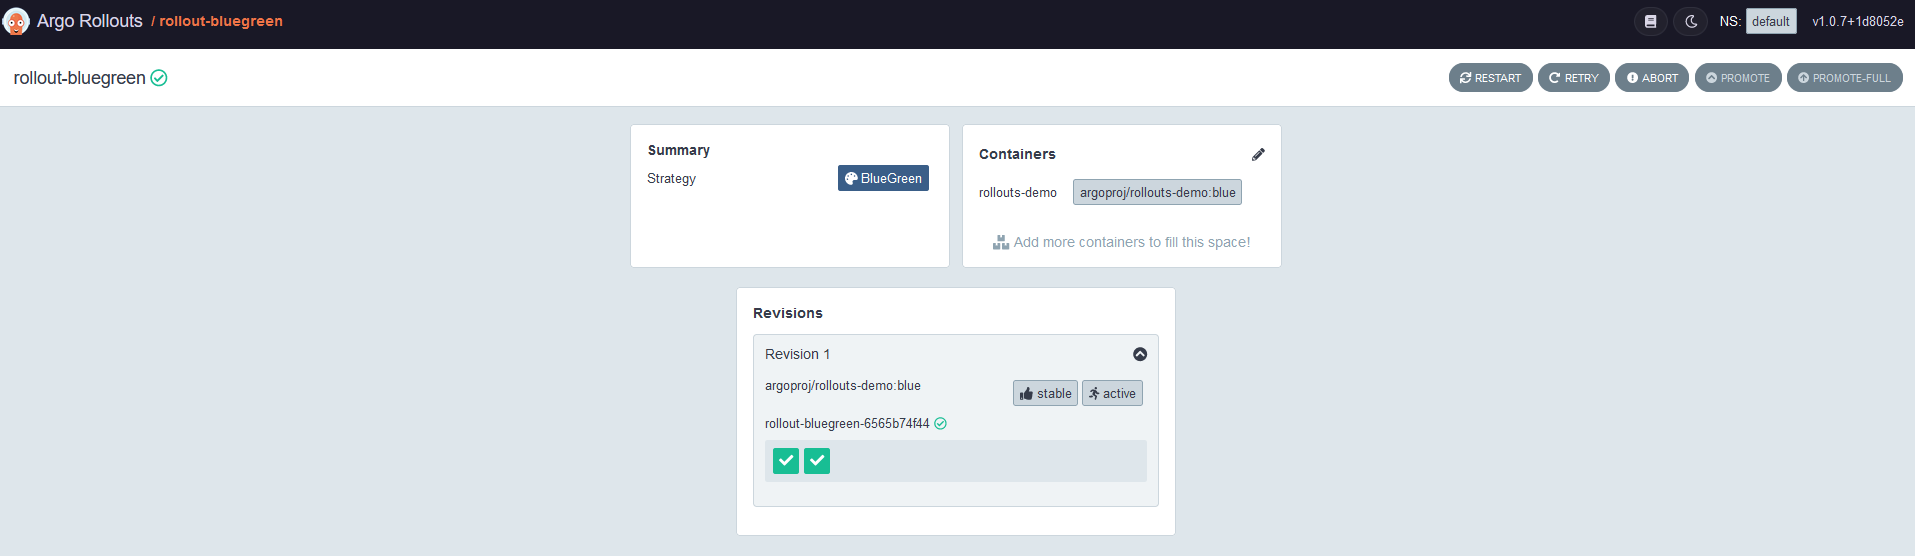 Argo Rollouts / rollout-bluegreen NS: default v1.0.7+1d8052e
rollout-bluegreen RESTART RETRY ABORT PROMOTE PROMOTE-FULL
Summary
Strategy BlueGreen
Containers
rollouts-demo argoproj/rollouts-demo:blue
Add more containers to fill this space!
Revisions
Revision 1
argoproj/rollouts-demo:blue stable active
rollout-bluegreen-6565b74f44